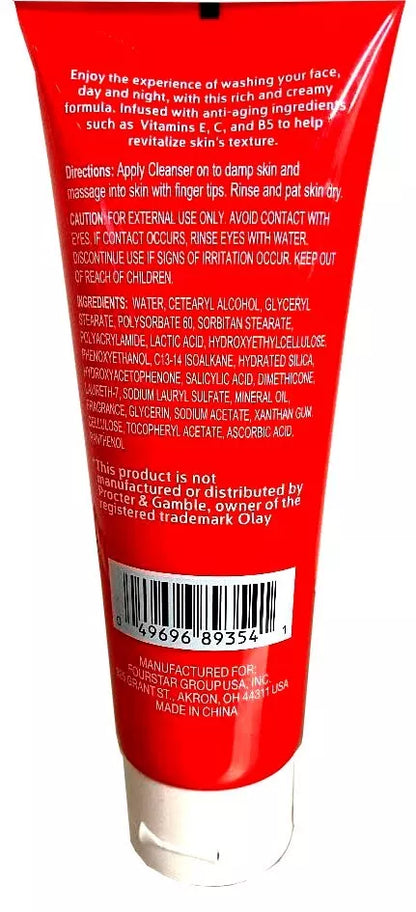 Enjoy the experience of washing your face,
day and night, with this rich and creamy
formula. Infused with anti-aging ingredients
such as Vitamins E, C, and B5 to help
revitalize skin's texture.
Directions: Apply Cleanser on to damp skin and
massage into skin with finger tips. Rinse and pat skin dry.
CAUTION: FOR EXTERNAL USE ONLY. AVOID CONTACT WITH
EYES. IF CONTACT OCCURS, RINSE EYES WITH WATER.
DISCONTINUE USE IF SIGNS OF IRRITATION OCCUR. KEEP OUT
OF REACH OF CHILDREN.
INGREDIENTS: WATER, CETEARYL ALCOHOL, GLYCERYL
STEARATE, POLYSORBATE 60, SORBITAN STEARATE,
POLYACRYLAMIDE, LACTIC ACID, HYDROXYETHYLCELLULOSE,
PHENOXYETHANOL, C13-14 ISOALKANE, HYDRATED SILICA,
HYDROXYACETOPHENONE, SALICYLIC ACID, DIMETHICONE,
LAURETH-7, SODIUM LAURYL SULFATE, MINERAL OIL,
FRAGRANCE, GLYCERIN, SODIUM ACETATE, XANTHAN GUM,
CELLULOSE, TOCOPHERYL ACETATE, ASCORBIC ACID,
PANTHENOL
*This product is not
manufactured or distributed by
Procter & Gamble, owner of the
registered trademark Olay
0 49696 89354 1
MANUFACTURED FOR:
FOURSTAR GROUP USA, INC.
GRANT ST., AKRON, OH 44311 USA
MADE IN CHINA